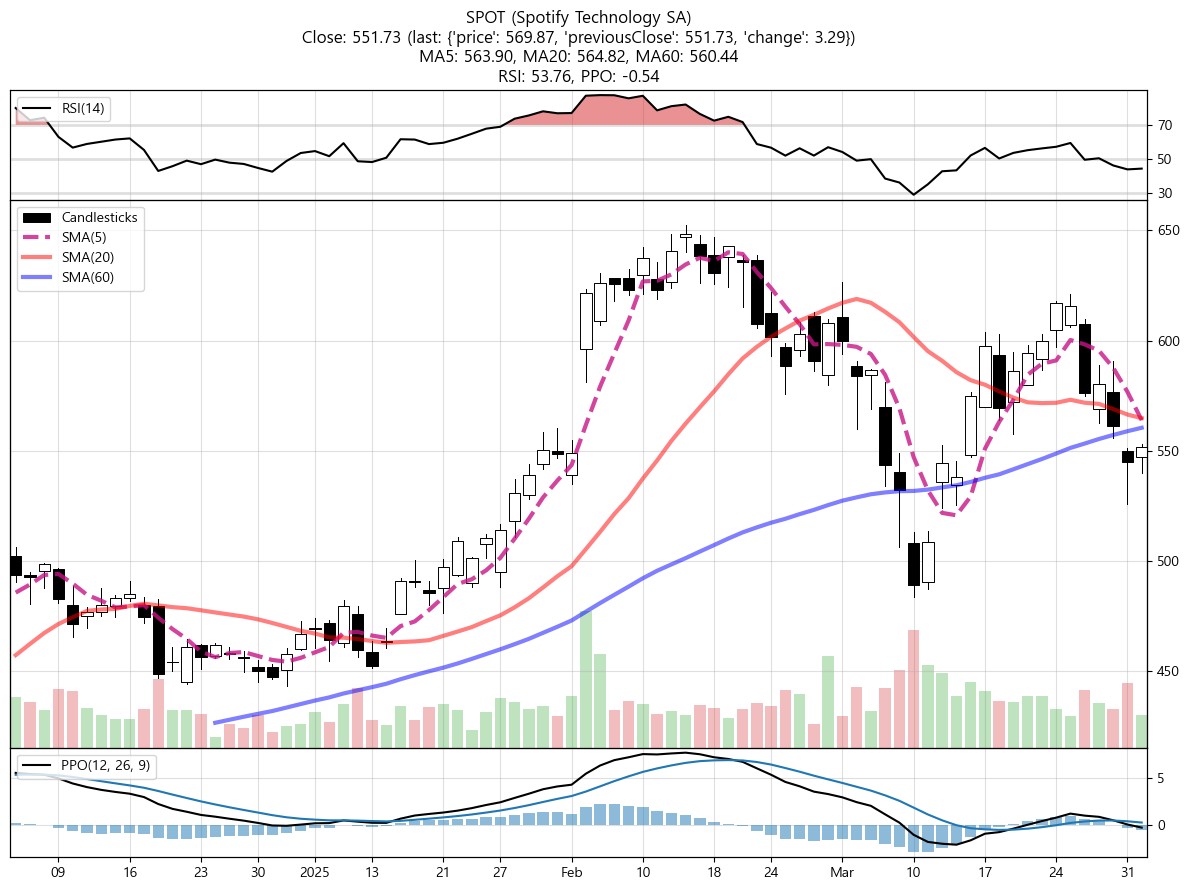 SPOT (Spotify Technology SA)
Close: 551.73 (last: {'price': 569.87, 'previousClose': 551.73, 'change': 3.29})
MA5: 563.90, MA20: 564.82, MA60: 560.44
RSI: 53.76, PPO: -0.54
RSI(14)
70
50
30
Candlesticks
SMA(5)
SMA(20)
SMA(60)
650
600
550
500
450
PPO(12, 26, 9)
5
0
09 16 23 30 2025 13 21 27 Feb 10 18 24 Mar 10 17 24 31